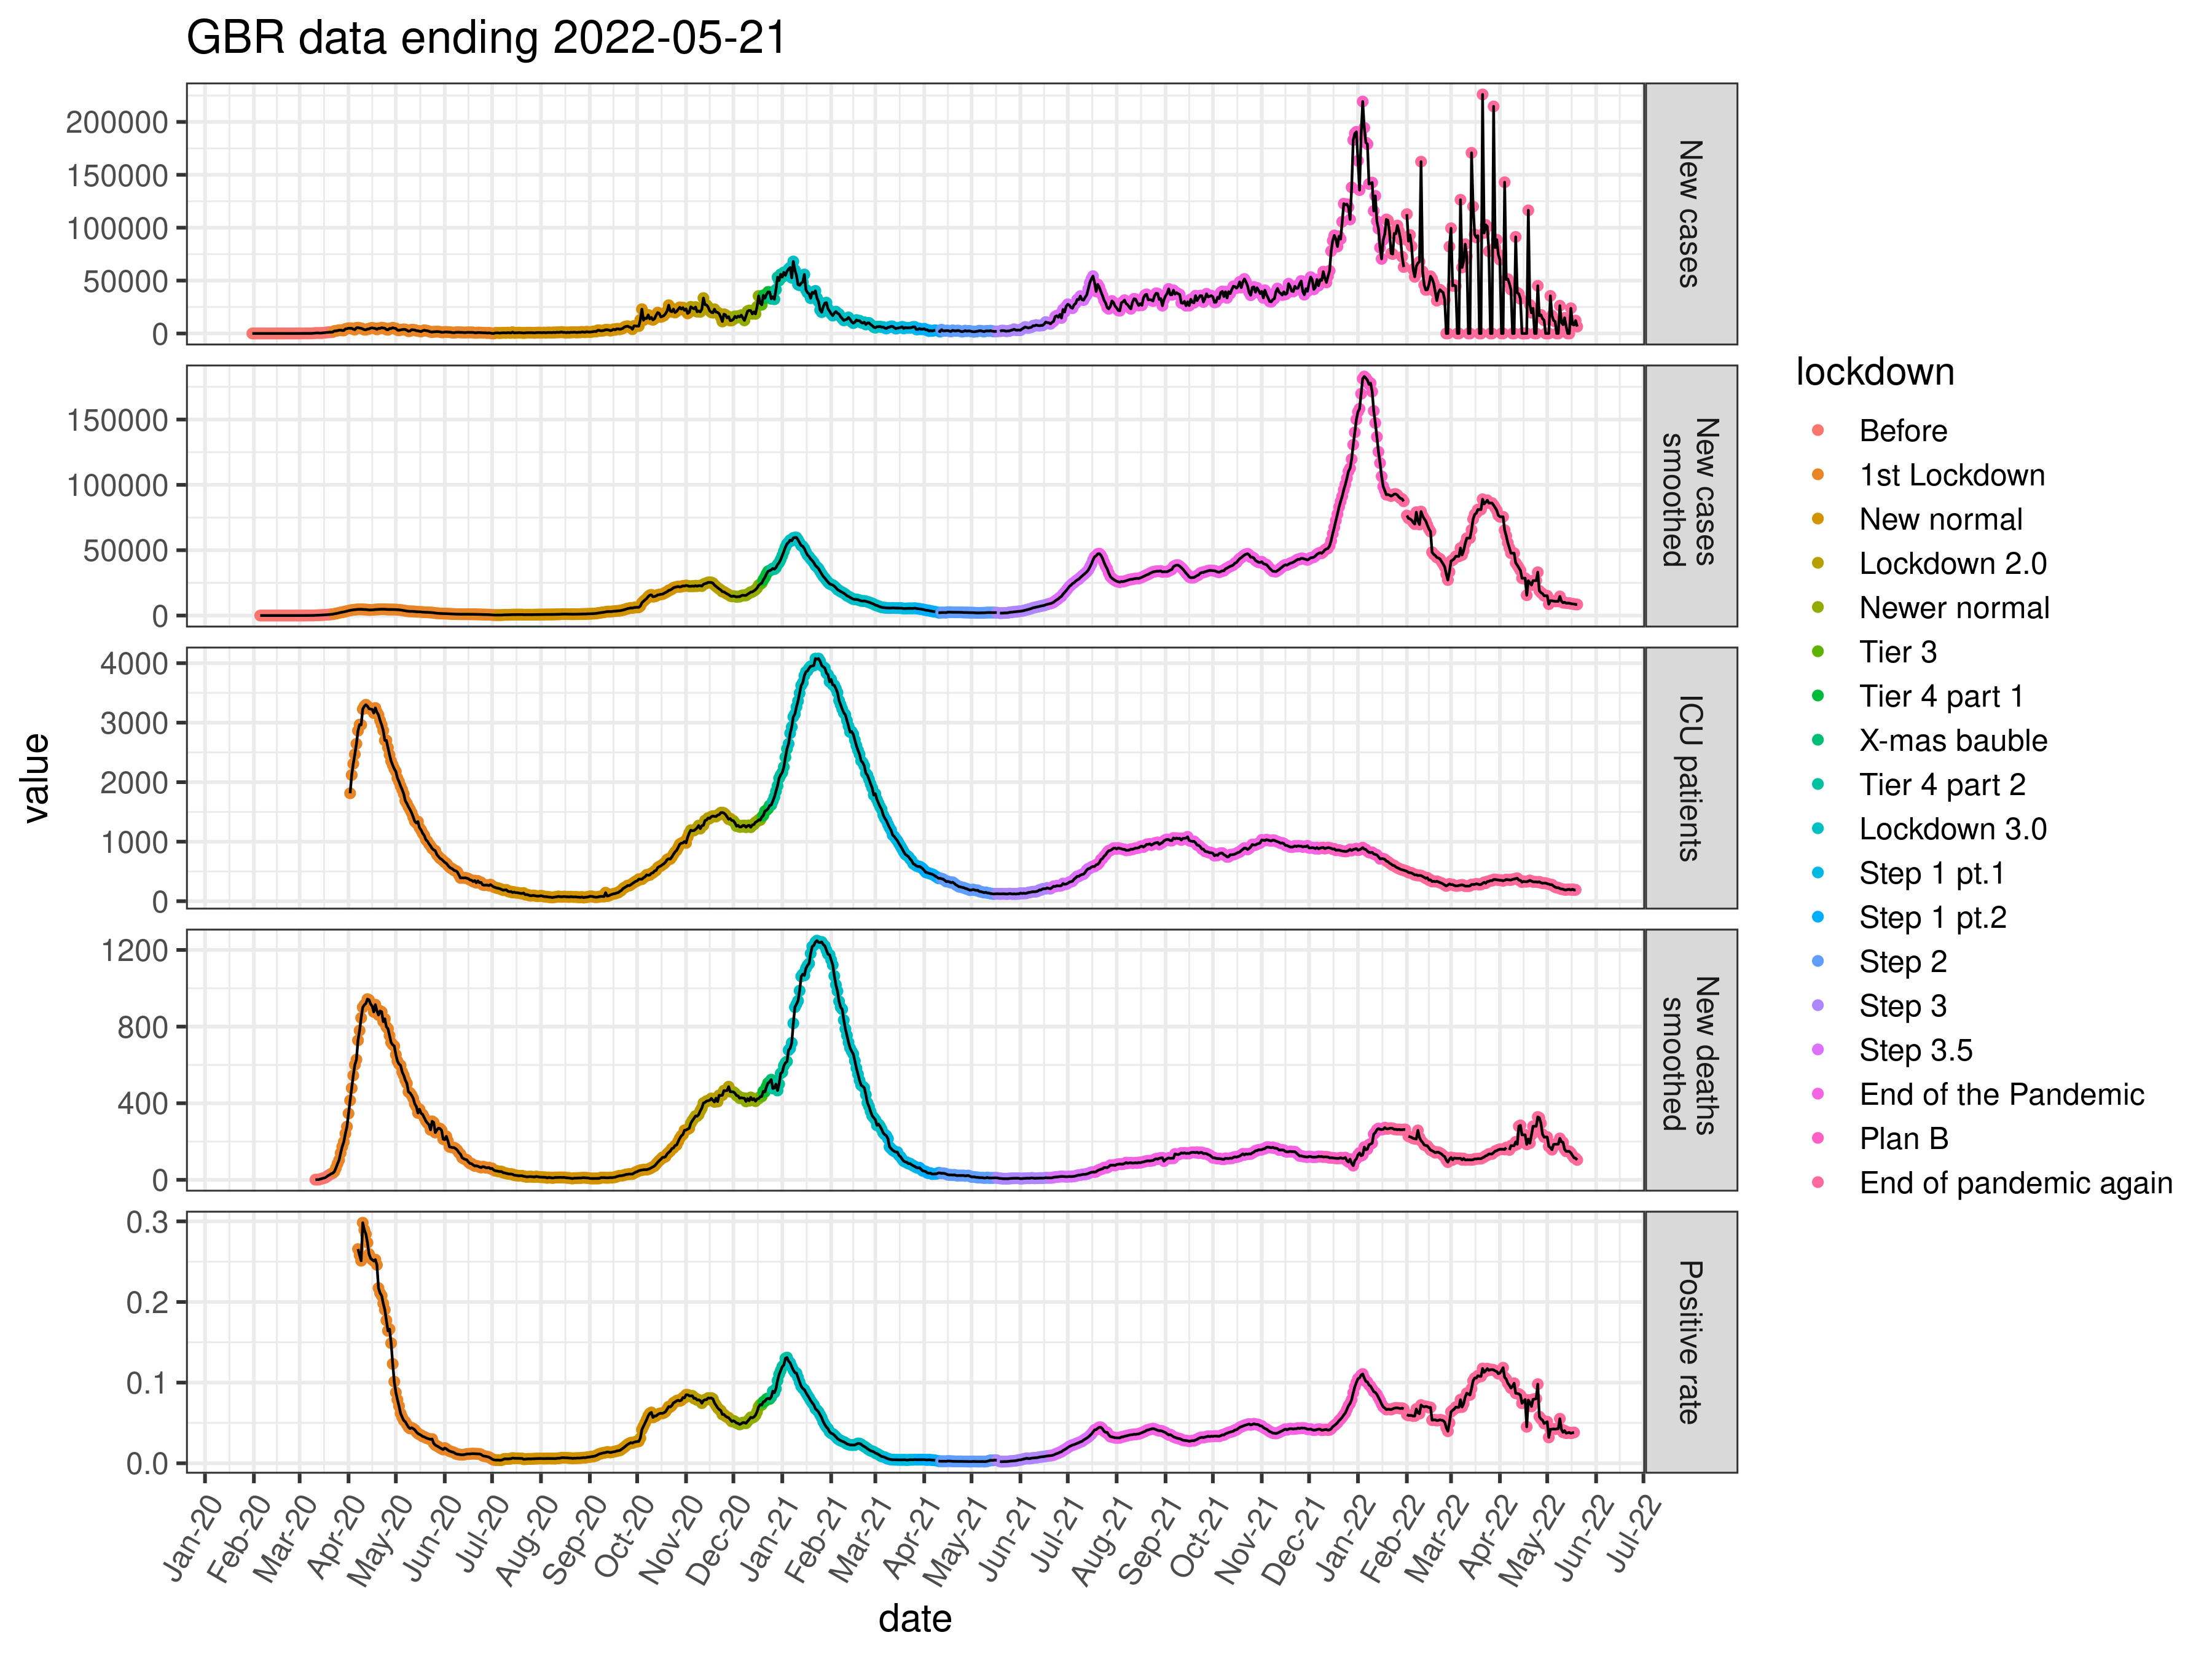 GBR data ending 2022-05-21
value
200000
150000
100000
50000
0
New cases
150000
100000
50000
0
New cases
smoothed
4000
3000
2000
1000
0
ICU patients
1200
800
400
0
New deaths
smoothed
0.3
0.2
0.1
0.0
Positive rate
Jan-20
Feb-20
Mar-20
Apr-20
May-20
Jun-20
Jul-20
Aug-20
Sep-20
Oct-20
Nov-20
Dec-20
Jan-21
Feb-21
Mar-21
Apr-21
May-21
Jun-21
Jul-21
Aug-21
Sep-21
Oct-21
Nov-21
Dec-21
Jan-22
Feb-22
Mar-22
Apr-22
May-22
Jun-22
Jul-22
date
lockdown
Before
1st Lockdown
New normal
Lockdown 2.0
Newer normal
Tier 3
Tier 4 part 1
X-mas bauble
Tier 4 part 2
Lockdown 3.0
Step 1 pt.1
Step 1 pt.2
Step 2
Step 3
Step 3.5
End of the Pandemic
Plan B
End of pandemic again